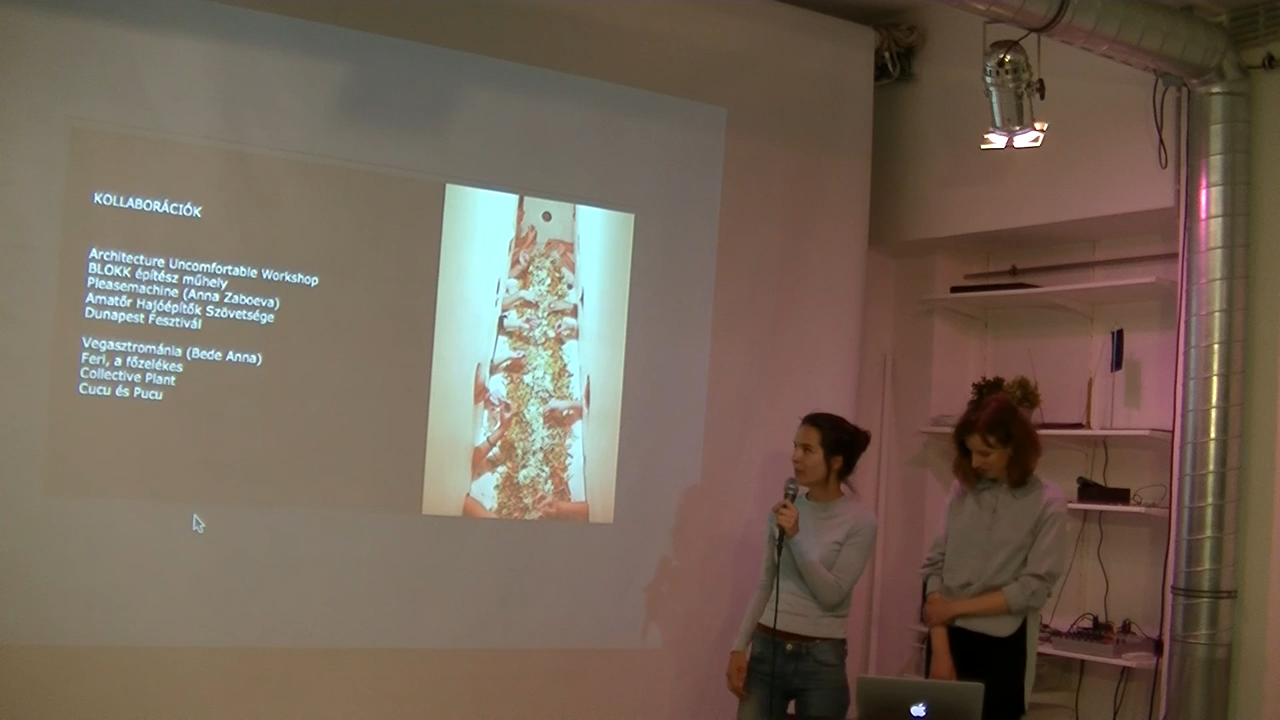 KOLLABORÁCIÓK
Architecture Uncomfortable Workshop
BLOKK építész műhely
Pleasemachine (Anna Zaboeva)
Amatőr Hajóépítők Szövetsége
Dunapest Fesztivál
Vegasztrománia (Bede Anna)
Feri, a főzelékes
Collective Plant
Cucu és Pucu